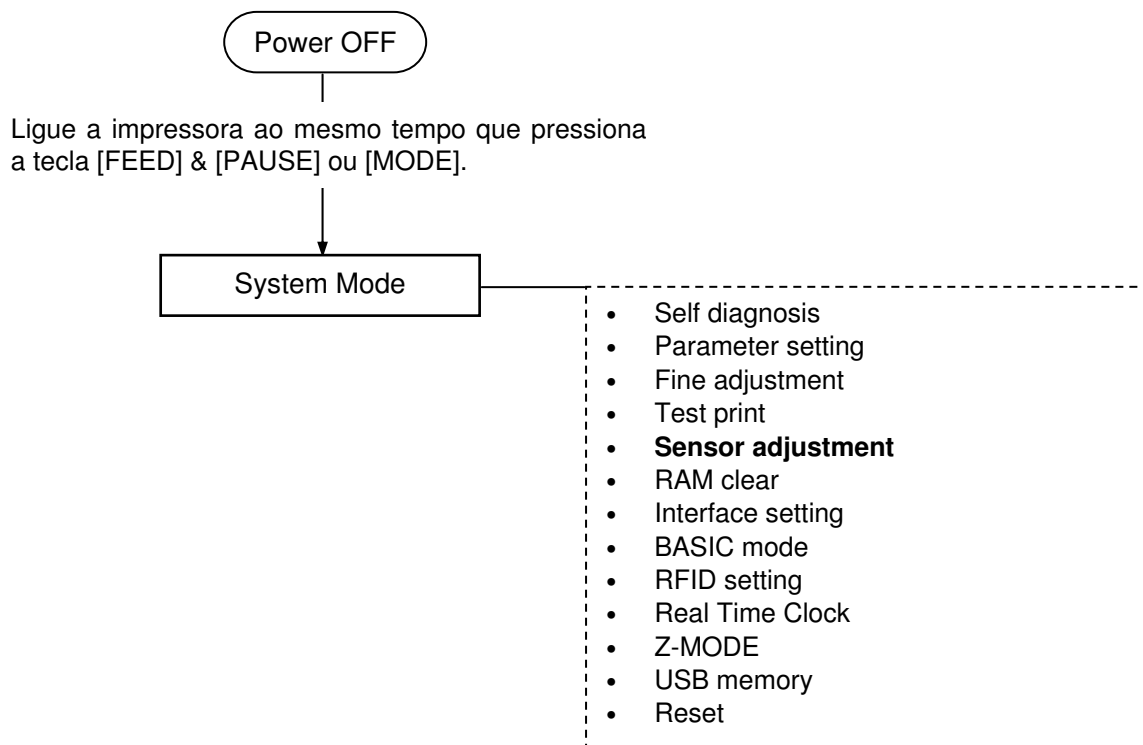 Power OFF
Ligue a impressora ao mesmo tempo que pressiona
a tecla [FEED] & [PAUSE] ou [MODE].
System Mode
• Self diagnosis
• Parameter setting
• Fine adjustment
• Test print
• Sensor adjustment
• RAM clear
• Interface setting
• BASIC mode
• RFID setting
• Real Time Clock
• Z-MODE
• USB memory
• Reset